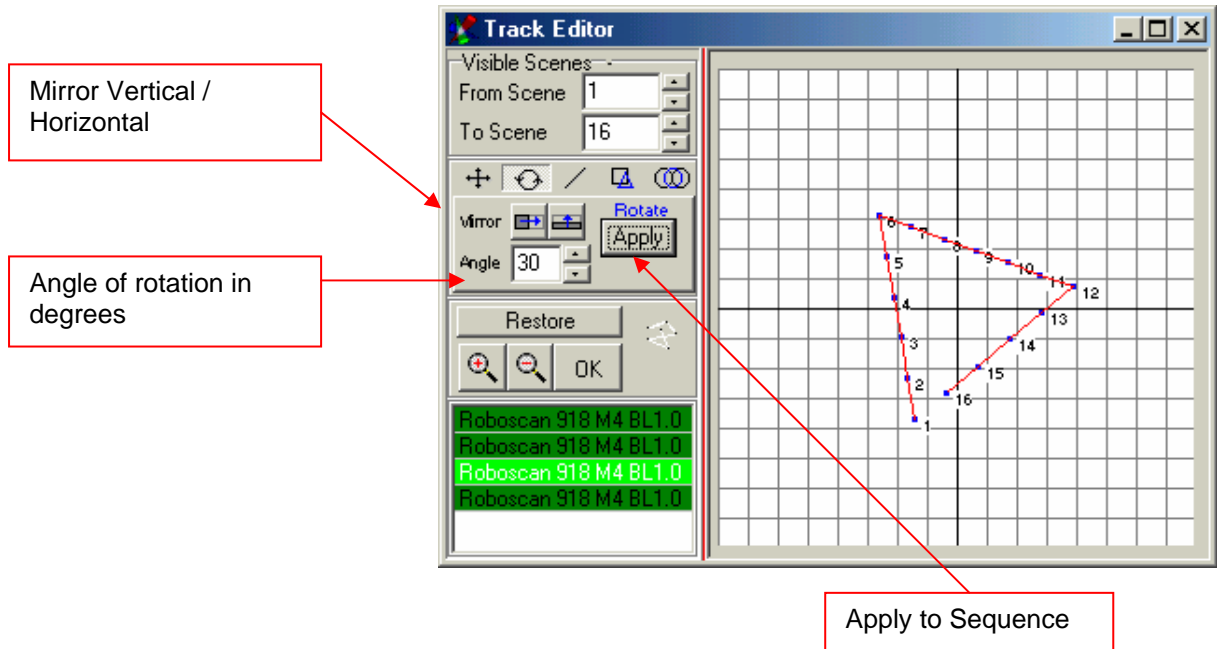 Track Editor
Mirror Vertical /
Horizontal
Visible Scenes
From Scene 1
To Scene 16
Mirror
Rotate
Apply
Angle 30
Angle of rotation in
degrees
Restore
OK
Roboscan 918 M4 BL1.0
Roboscan 918 M4 BL1.0
Roboscan 918 M4 BL1.0
Roboscan 918 M4 BL1.0
6
7
8
9
10
11
12
5
4
13
3
14
2
15
16
1
Apply to Sequence